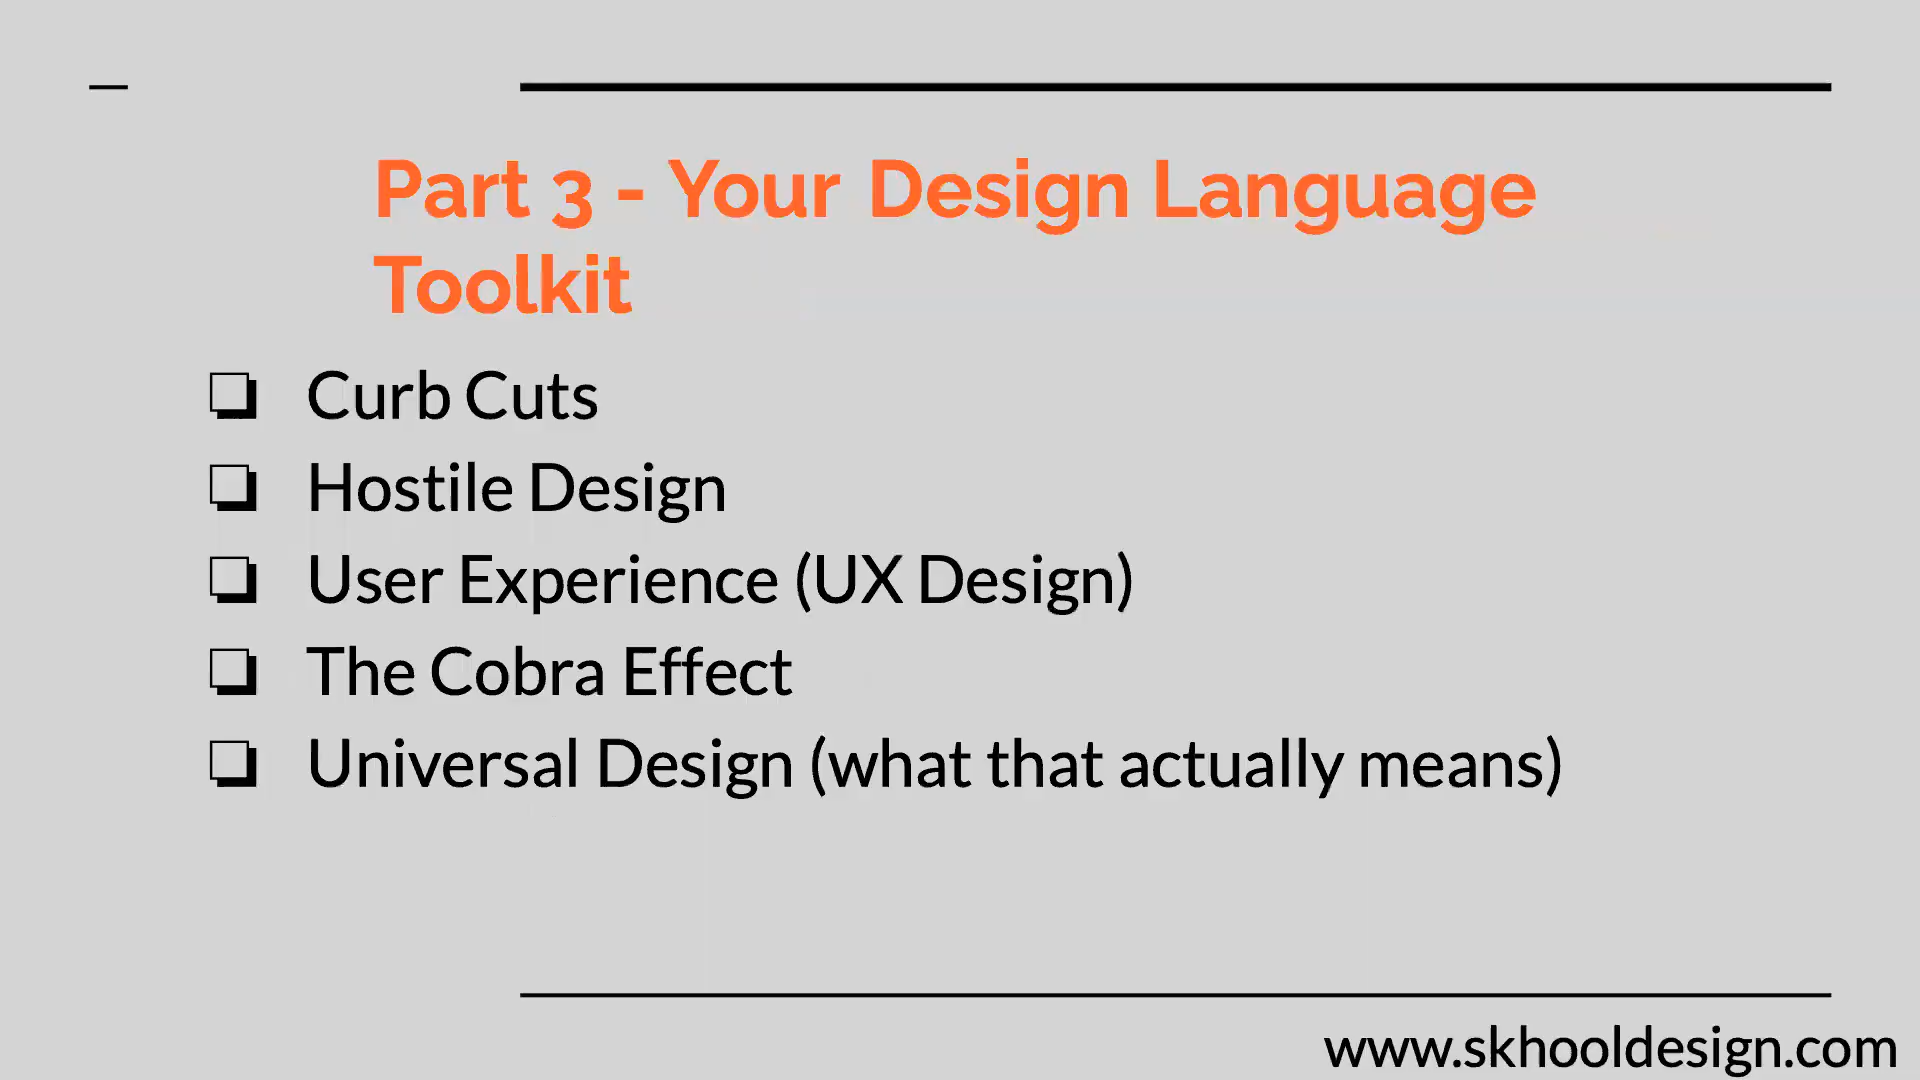 Part 3 - Your Design Language
Toolkit
❏ Curb Cuts
❏ Hostile Design
❏ User Experience (UX Design)
❏ The Cobra Effect
❏ Universal Design (what that actually means)
www.skhooldesign.com